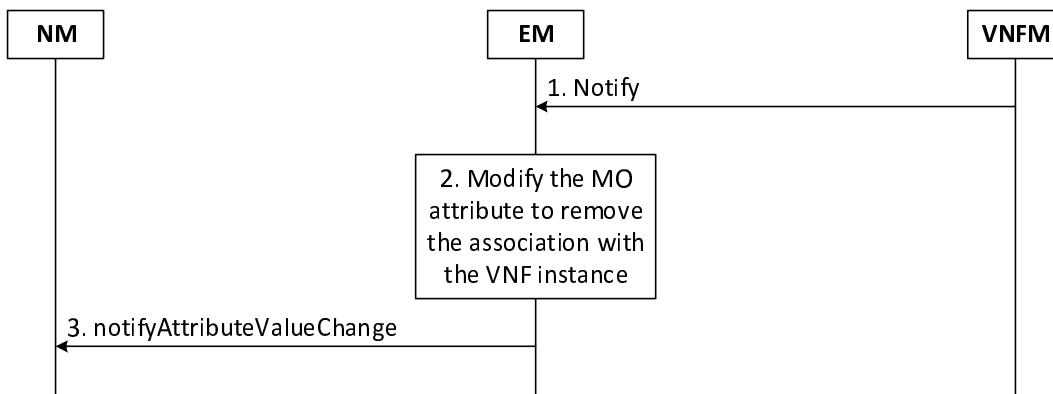 NM
EM
VNFM
1. Notify
2. Modify the MO
attribute to remove
the association with
the VNF instance
3. notifyAttributeValueChange